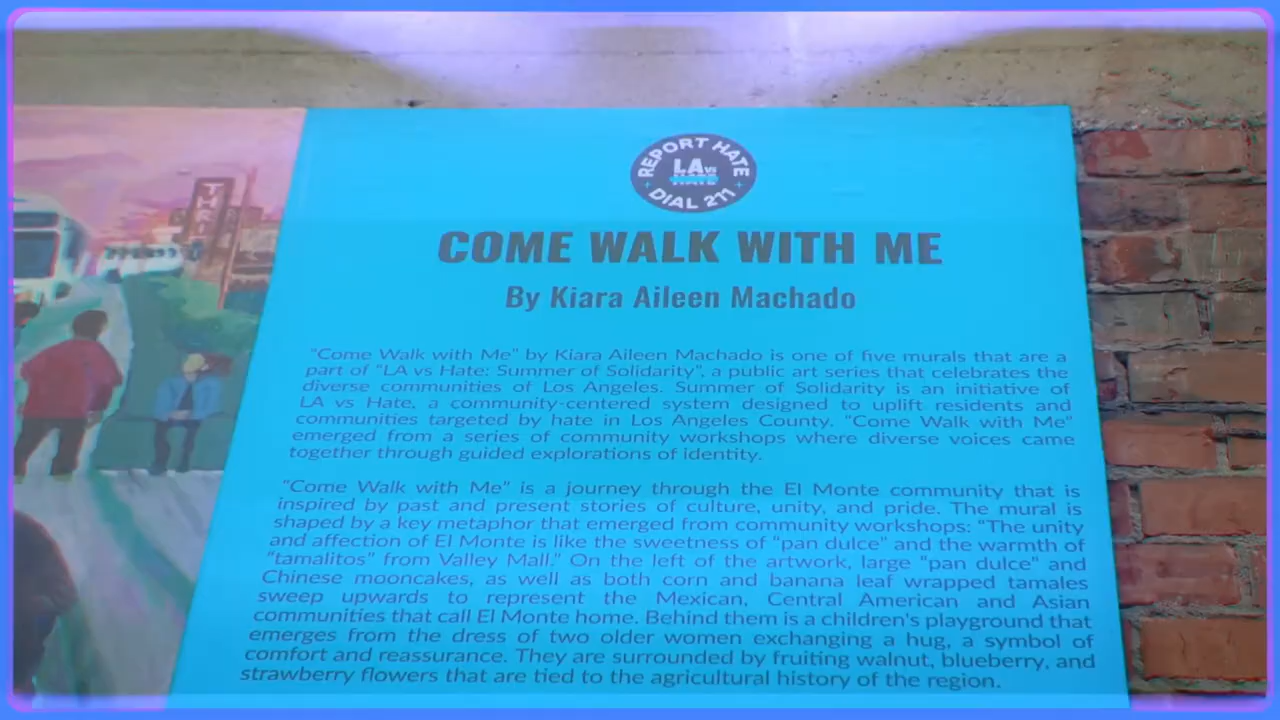 THRI
REPORT HATE
LA vs
HATE
DIAL 211
COME WALK WITH ME
By Kiara Aileen Machado
"Come Walk with Me" by Kiara Aileen Machado is one of five murals that are a
part of "LA vs Hate: Summer of Solidarity", a public art series that celebrates the
diverse communities of Los Angeles. Summer of Solidarity is an initiative of
LA vs Hate, a community-centered system designed to uplift residents and
communities targeted by hate in Los Angeles County. "Come Walk with Me"
emerged from a series of community workshops where diverse voices came
together through guided explorations of identity.
"Come Walk with Me" is a journey through the El Monte community that is
inspired by past and present stories of culture, unity, and pride. The mural is
shaped by a key metaphor that emerged from community workshops: "The unity
and affection of El Monte is like the sweetness of "pan dulce" and the warmth of
"tamalitos" from Valley Mall." On the left of the artwork, large "pan dulce" and
Chinese mooncakes, as well as both corn and banana leaf wrapped tamales
sweep upwards to represent the Mexican, Central American and Asian
communities that call El Monte home. Behind them is a children's playground that
emerges from the dress of two older women exchanging a hug, a symbol of
comfort and reassurance. They are surrounded by fruiting walnut, blueberry, and
strawberry flowers that are tied to the agricultural history of the region.